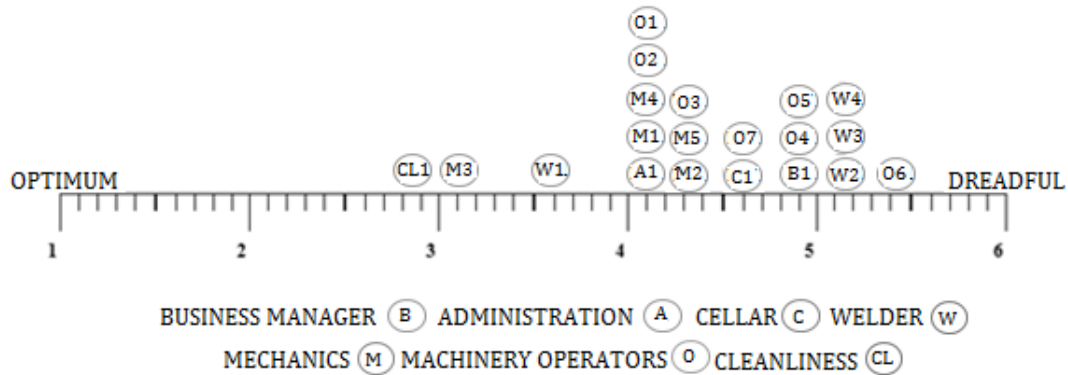 O1
O2
M4 O3 O5 W4
M1 M5 O7 O4 W3
CL1 M3 W1 A1 M2 C1 B1 W2 O6
OPTIMUM DREADFUL
1 2 3 4 5 6
BUSINESS MANAGER B ADMINISTRATION A CELLAR C WELDER W
MECHANICS M MACHINERY OPERATORS O CLEANLINESS CL